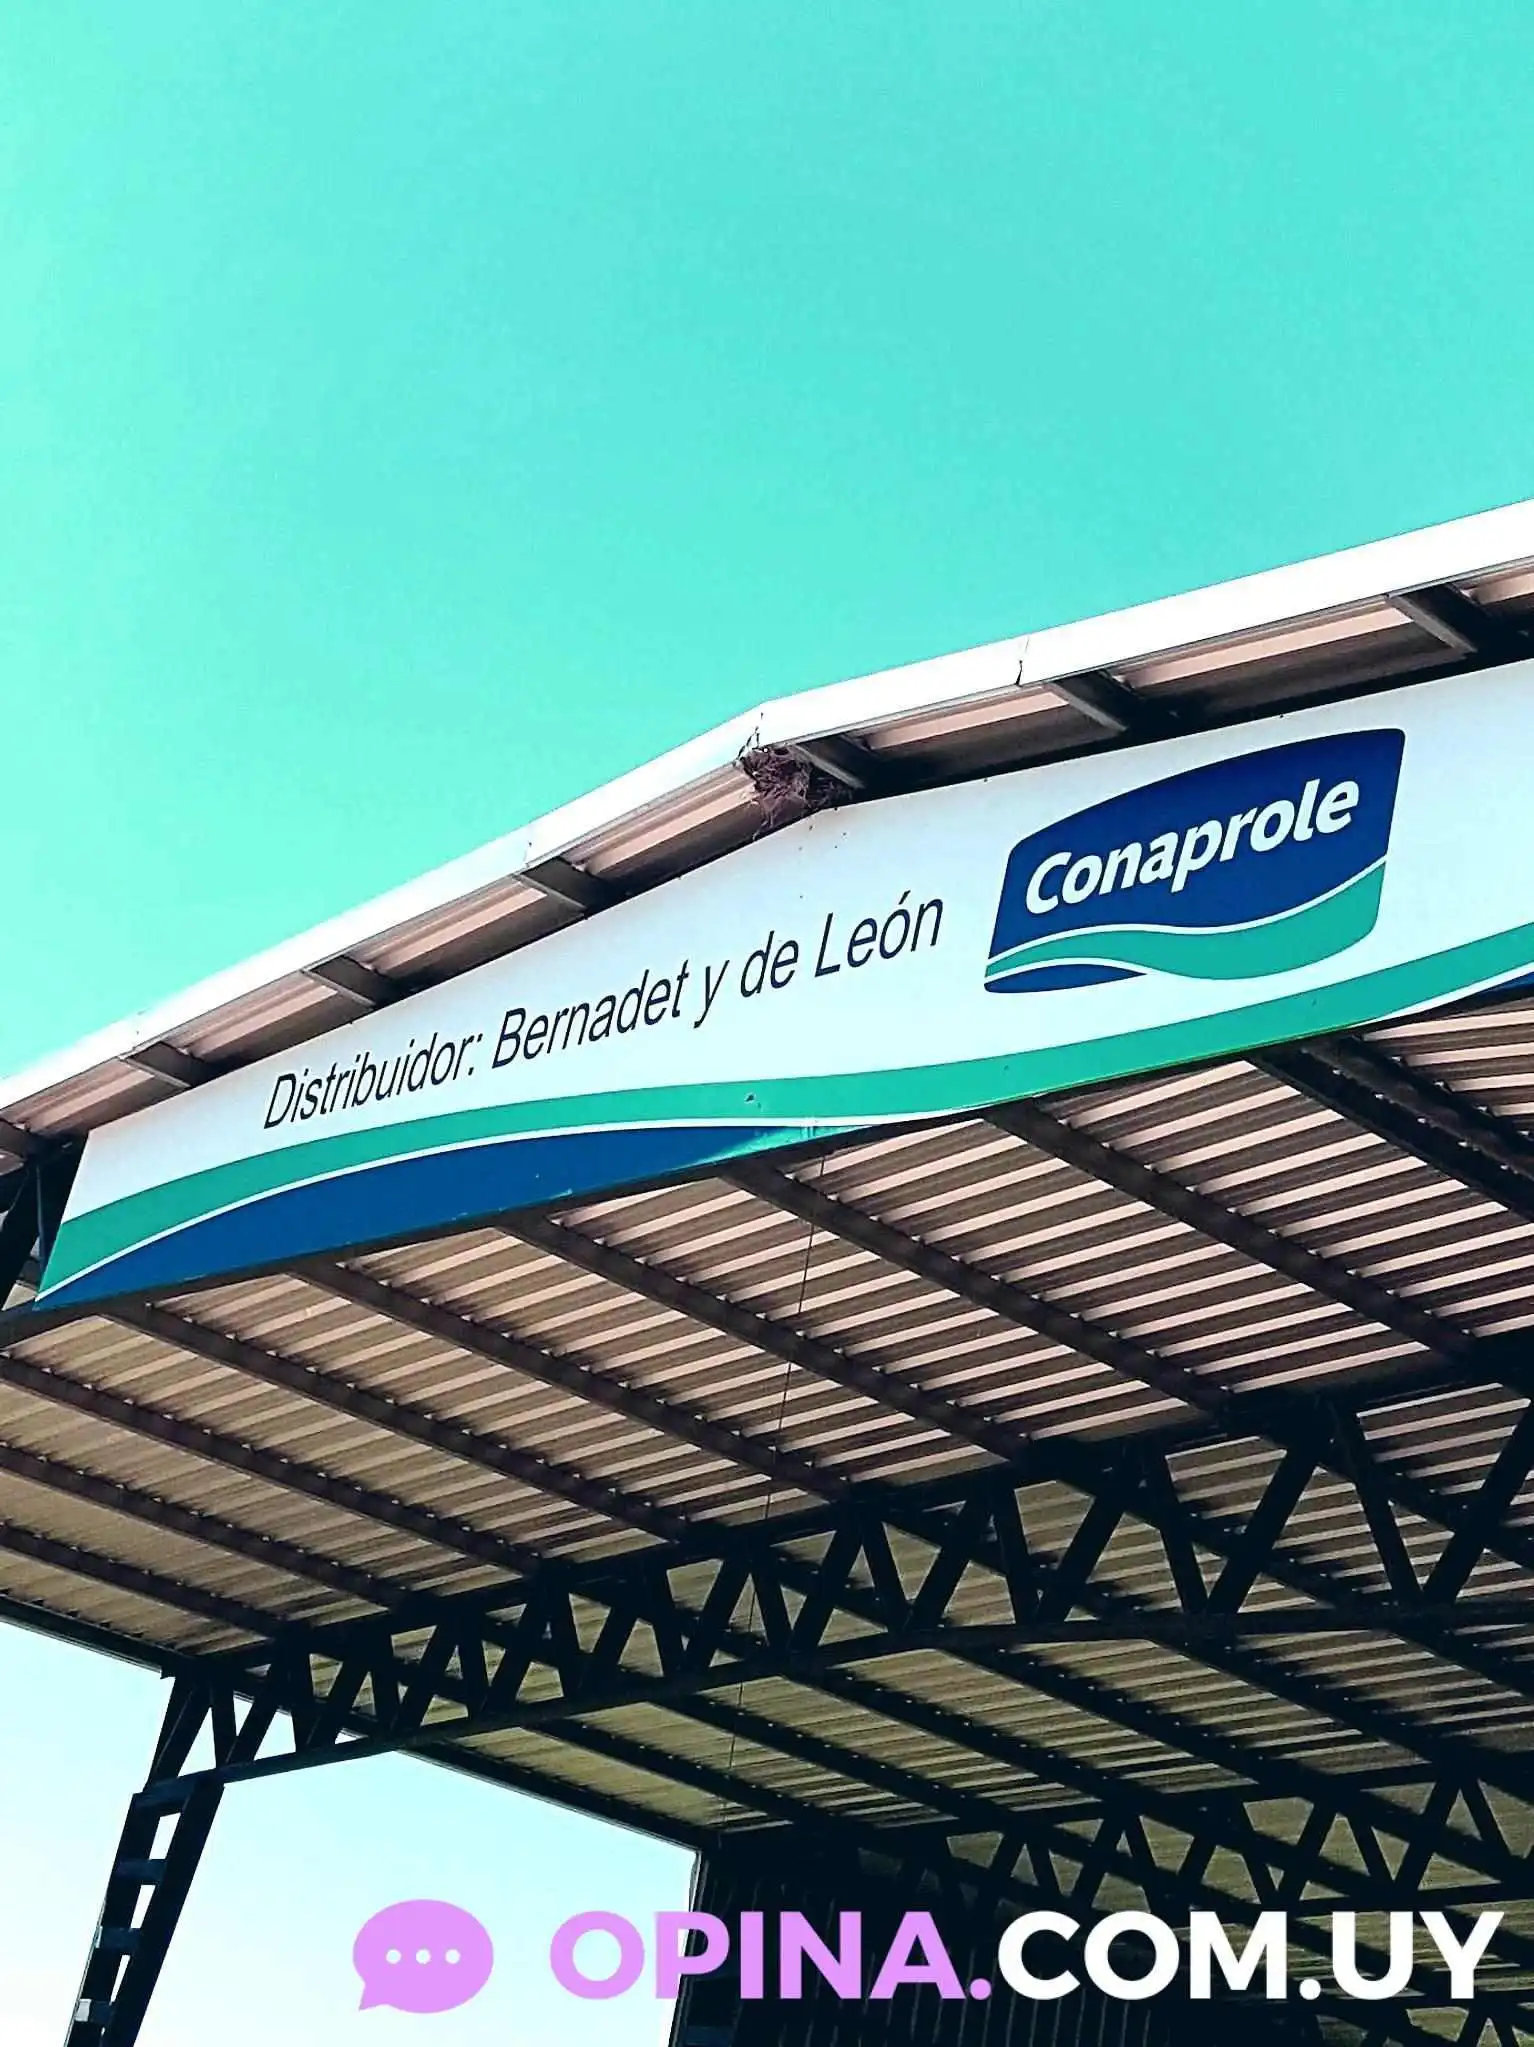 Distribuidor: Bernadet y de León
Conaprole
OPINA.COM.UY